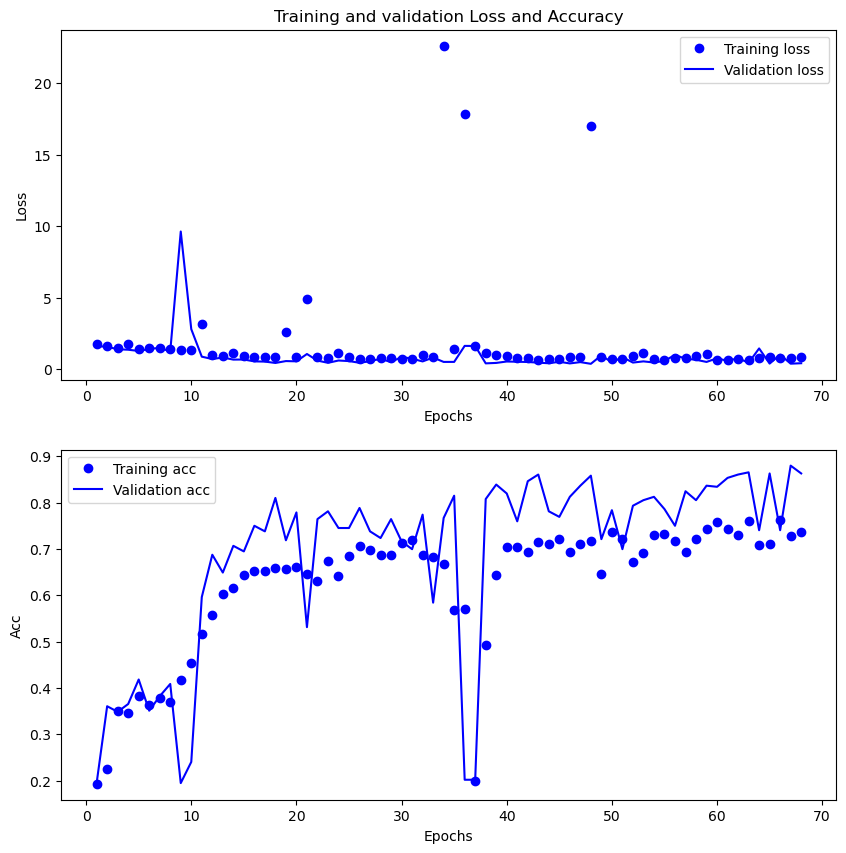 Training and validation Loss and Accuracy
Training loss
Validation loss
20
15
10
5
0
Loss
0 10 20 30 40 50 60 70
Epochs
Training acc
Validation acc
0.9
0.8
0.7
0.6
0.5
0.4
0.3
0.2
Acc
0 10 20 30 40 50 60 70
Epochs